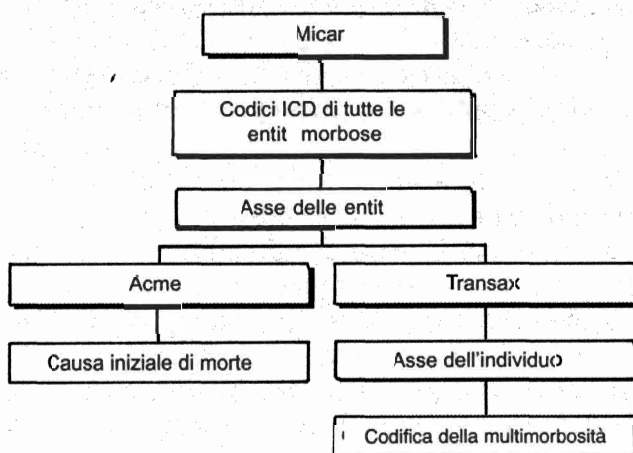 Micar
Codici ICD di tutte le
entit morbose
Asse delle entit
Acme
Transax
Causa iniziale di morte
Asse dell'individuo
Codifica della multimorbosità